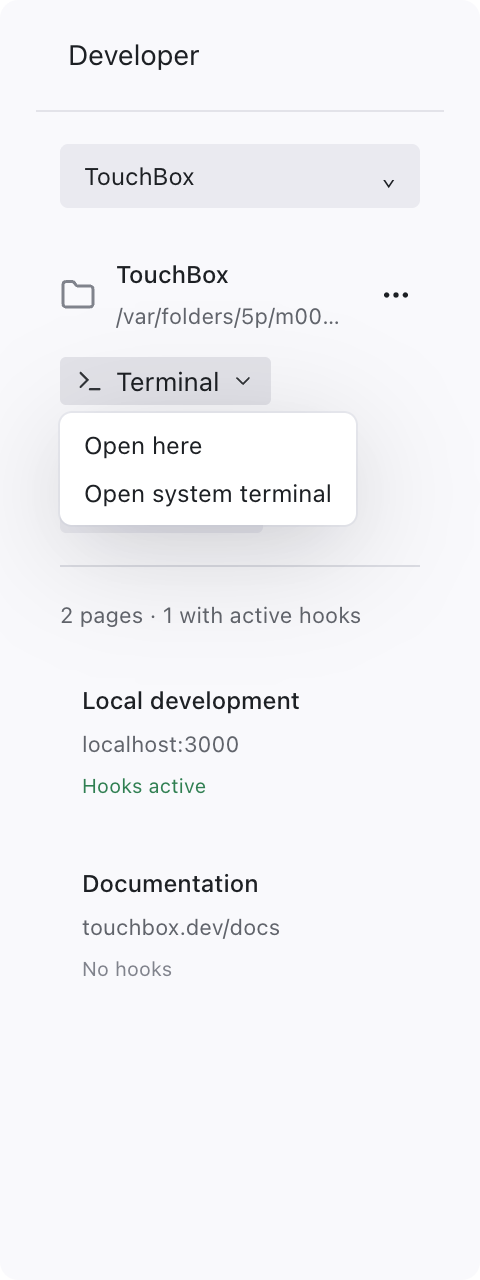 Developer
TouchBox
TouchBox
/var/folders/5p/m00...
Terminal
Open here
Open system terminal
2 pages · 1 with active hooks
Local development
localhost:3000
Hooks active
Documentation
touchbox.dev/docs
No hooks